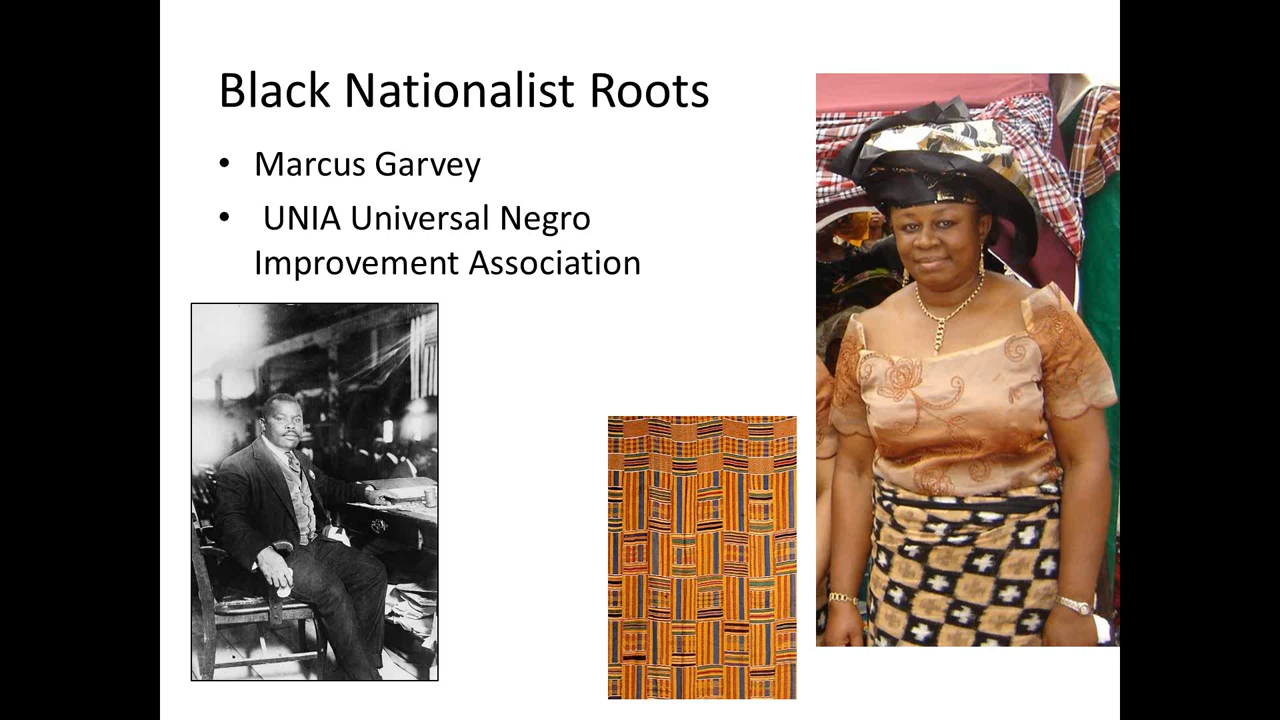 Black Nationalist Roots
• Marcus Garvey
• UNIA Universal Negro
Improvement Association